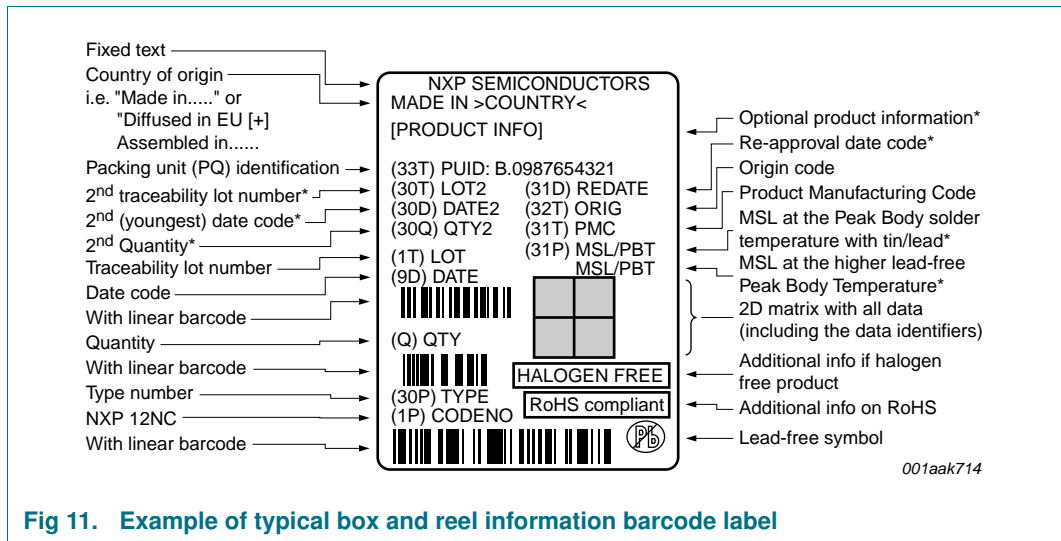 Fixed text
Country of origin
i.e. "Made in....." or
"Diffused in EU [+]
Assembled in......
Packing unit (PQ) identification
2nd traceability lot number*
2nd (youngest) date code*
2nd Quantity*
Traceability lot number
Date code
With linear barcode
Quantity
With linear barcode
Type number
NXP 12NC
With linear barcode
NXP SEMICONDUCTORS
MADE IN >COUNTRY<
[PRODUCT INFO]
(33T) PUID: B.0987654321
(30T) LOT2 (31D) REDATE
(30D) DATE2 (32T) ORIG
(30Q) QTY2 (31T) PMC
(31P) MSL/PBT
(1T) LOT MSL/PBT
(9D) DATE
(Q) QTY
HALOGEN FREE
(30P) TYPE
(1P) CODENO RoHS compliant
Pb
Optional product information*
Re-approval date code*
Origin code
Product Manufacturing Code
MSL at the Peak Body solder
temperature with tin/lead*
MSL at the higher lead-free
Peak Body Temperature*
2D matrix with all data
(including the data identifiers)
Additional info if halogen
free product
Additional info on RoHS
Lead-free symbol
001aak714
Fig 11. Example of typical box and reel information barcode label